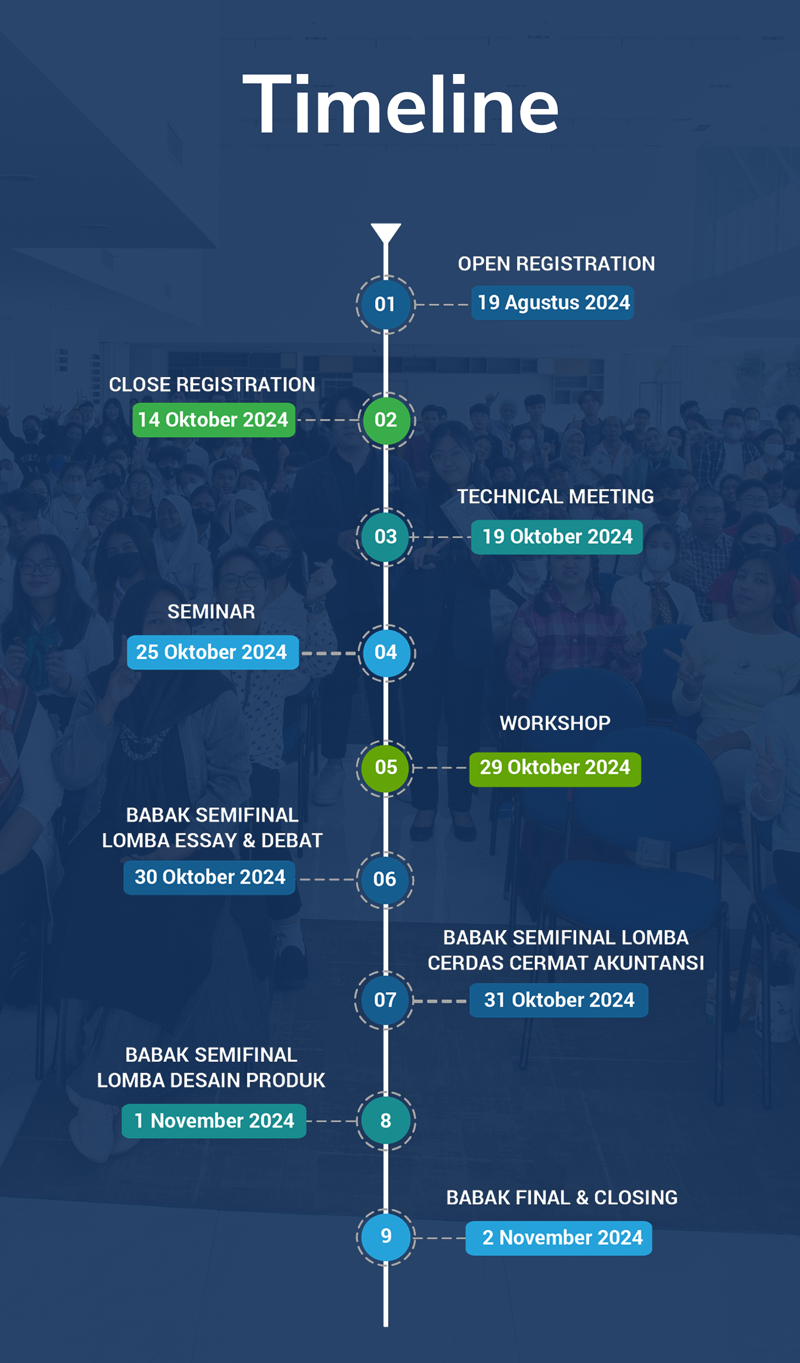 Timeline
OPEN REGISTRATION
01
19 Agustus 2024
CLOSE REGISTRATION
14 Oktober 2024
02
TECHNICAL MEETING
03
19 Oktober 2024
SEMINAR
25 Oktober 2024
04
WORKSHOP
05
29 Oktober 2024
BABAK SEMIFINAL
LOMBA ESSAY & DEBAT
30 Oktober 2024
06
BABAK SEMIFINAL LOMBA
CERDAS CERMAT AKUNTANSI
07
31 Oktober 2024
BABAK SEMIFINAL
LOMBA DESAIN PRODUK
1 November 2024
8
BABAK FINAL & CLOSING
9
2 November 2024